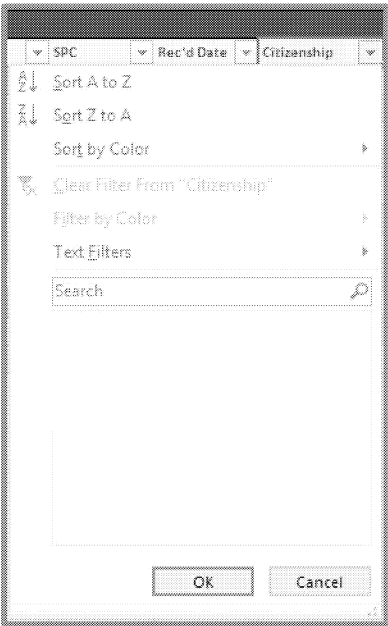 SPC Rec'd Date Citizenship
Sort A to Z
Sort Z to A
Sort by Color
Clear Filter From "Citizenship"
Filter by Color
Text Filters
Search
OK Cancel